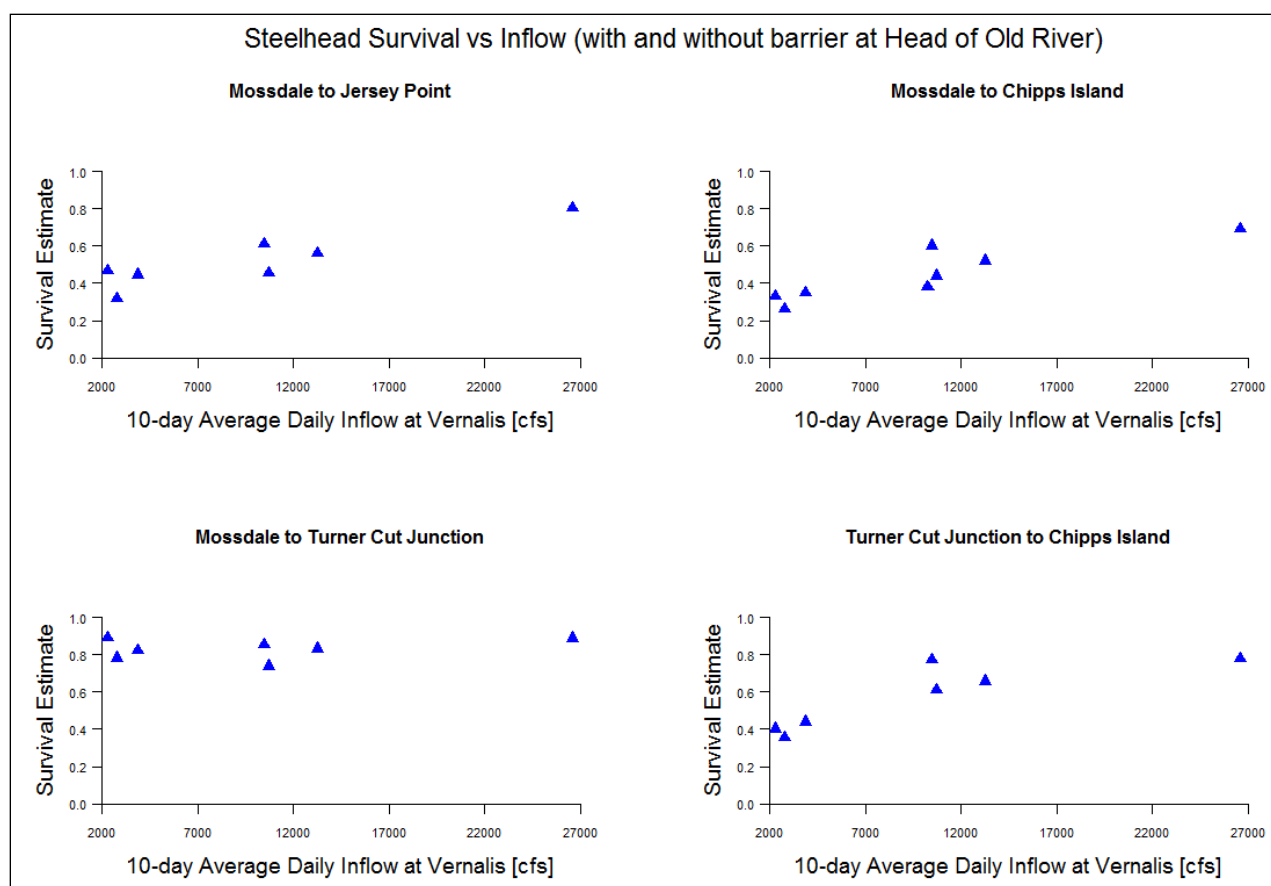 Steelhead Survival vs Inflow (with and without barrier at Head of Old River)
Mossdale to Jersey Point
Survival Estimate
1.0
0.8
0.6
0.4
0.2
0.0
2000 7000 12000 17000 22000 27000
10-day Average Daily Inflow at Vernalis [cfs]
Mossdale to Chipps Island
Survival Estimate
1.0
0.8
0.6
0.4
0.2
0.0
2000 7000 12000 17000 22000 27000
10-day Average Daily Inflow at Vernalis [cfs]
Mossdale to Turner Cut Junction
Survival Estimate
1.0
0.8
0.6
0.4
0.2
0.0
2000 7000 12000 17000 22000 27000
10-day Average Daily Inflow at Vernalis [cfs]
Turner Cut Junction to Chipps Island
Survival Estimate
1.0
0.8
0.6
0.4
0.2
0.0
2000 7000 12000 17000 22000 27000
10-day Average Daily Inflow at Vernalis [cfs]